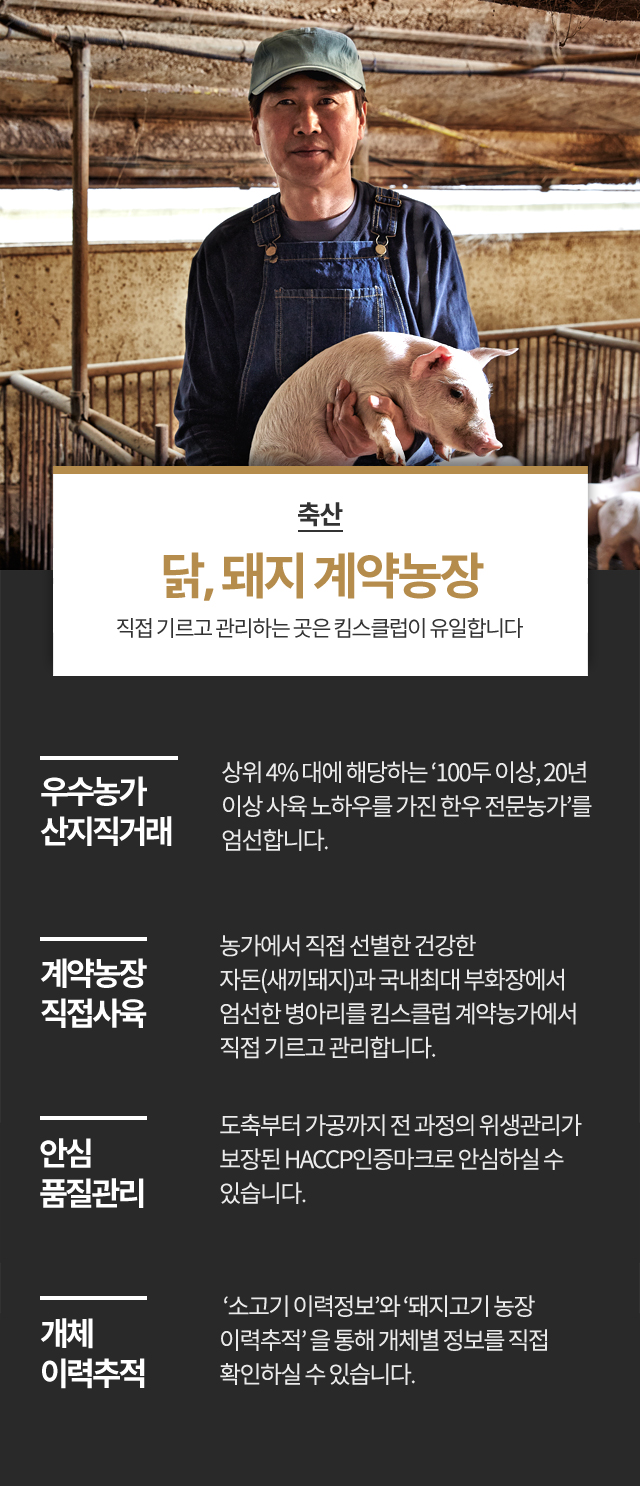 축산
닭, 돼지 계약농장
직접 기르고 관리하는 곳은 킴스클럽이 유일합니다
우수농가
산지직거래
상위 4% 대에 해당하는 ‘100두 이상, 20년
이상 사육 노하우를 가진 한우 전문농가’를
엄선합니다.
계약농장
직접사육
농가에서 직접 선별한 건강한
자돈(새끼돼지)과 국내최대 부화장에서
엄선한 병아리를 킴스클럽 계약농가에서
직접 기르고 관리합니다.
안심
품질관리
도축부터 가공까지 전 과정의 위생관리가
보장된 HACCP인증마크로 안심하실 수
있습니다.
개체
이력추적
‘소고기 이력정보’와 ‘돼지고기 농장
이력추적’ 을 통해 개체별 정보를 직접
확인하실 수 있습니다.